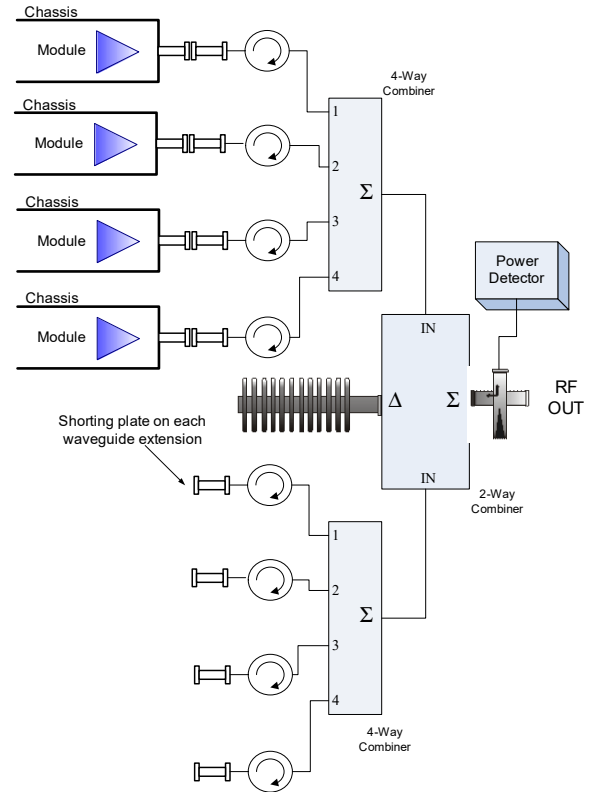 Chassis
Module
4-Way
Combiner
1
Chassis
Module
2
Σ
Chassis
Module
3
Power
Detector
Chassis
4
Module
IN
Δ
Σ
RF
OUT
Shorting plate on each
waveguide extension
IN
2-Way
Combiner
1
2
Σ
3
4
4-Way
Combiner